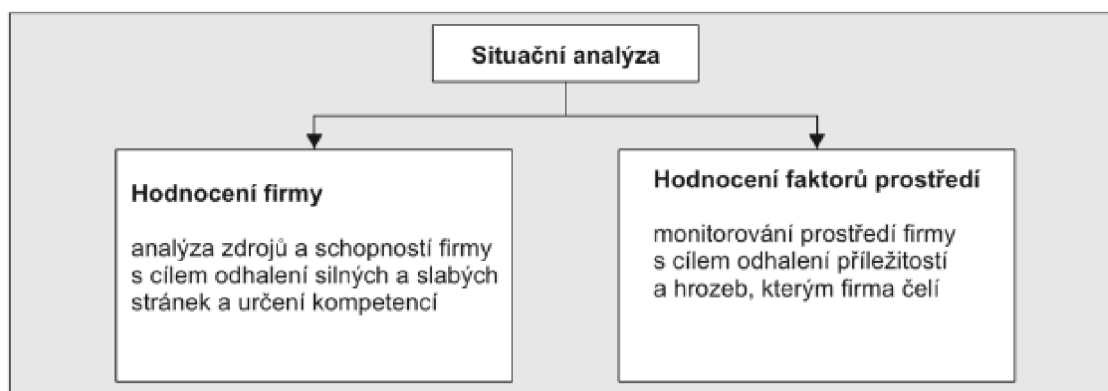 Situační analýza
Hodnocení firmy
analýza zdrojů a schopností firmy
s cílem odhalení silných a slabých
stránek a určení kompetencí
Hodnocení faktorů prostředí
monitorování prostředí firmy
s cílem odhalení příležitostí
a hrozeb, kterým firma čelí